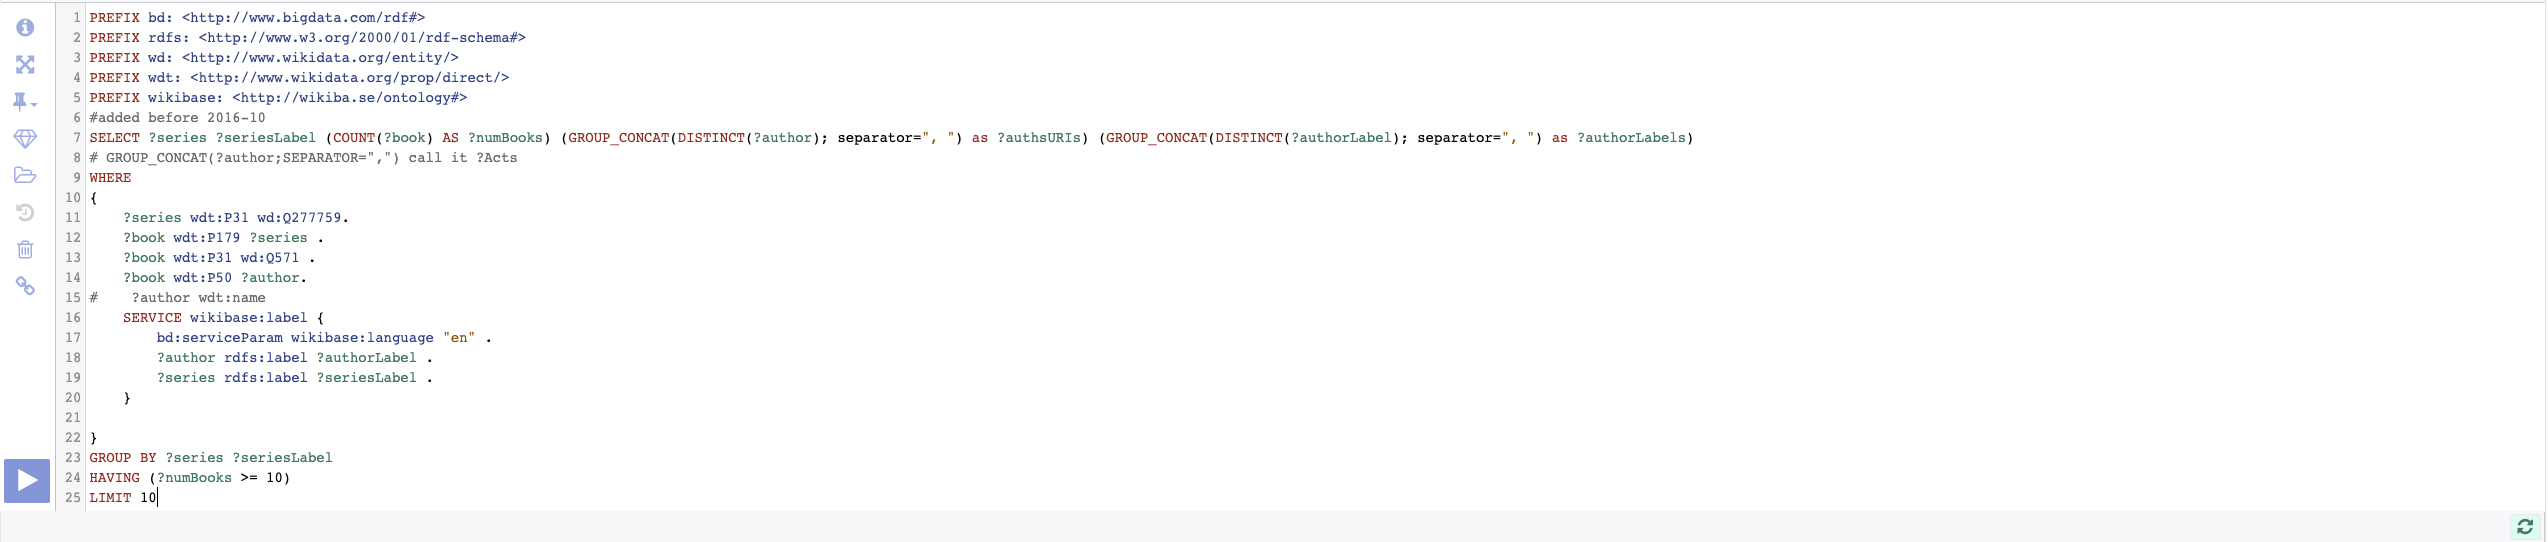 1 PREFIX bd: <http://www.bigdata.com/rdf#>
2 PREFIX rdfs: <http://www.w3.org/2000/01/rdf-schema#>
3 PREFIX wd: <http://www.wikidata.org/entity/>
4 PREFIX wdt: <http://www.wikidata.org/prop/direct/>
5 PREFIX wikibase: <http://wikiba.se/ontology#>
6 #added before 2016-10
7 SELECT ?series ?seriesLabel (COUNT(?book) AS ?numBooks) (GROUP_CONCAT(DISTINCT(?author); separator=", ") as ?authsURIs) (GROUP_CONCAT(DISTINCT(?authorLabel); separator=", ") as ?authorLabels)
8 # GROUP_CONCAT(?author;SEPARATOR=",") call it ?Acts
9 WHERE
10 {
11     ?series wdt:P31 wd:Q277759.
12     ?book wdt:P179 ?series .
13     ?book wdt:P31 wd:Q571 .
14     ?book wdt:P50 ?author.
15 #    ?author wdt:name
16     SERVICE wikibase:label {
17         bd:serviceParam wikibase:language "en" .
18         ?author rdfs:label ?authorLabel .
19         ?series rdfs:label ?seriesLabel .
20     }
21
22 }
23 GROUP BY ?series ?seriesLabel
24 HAVING (?numBooks >= 10)
25 LIMIT 10